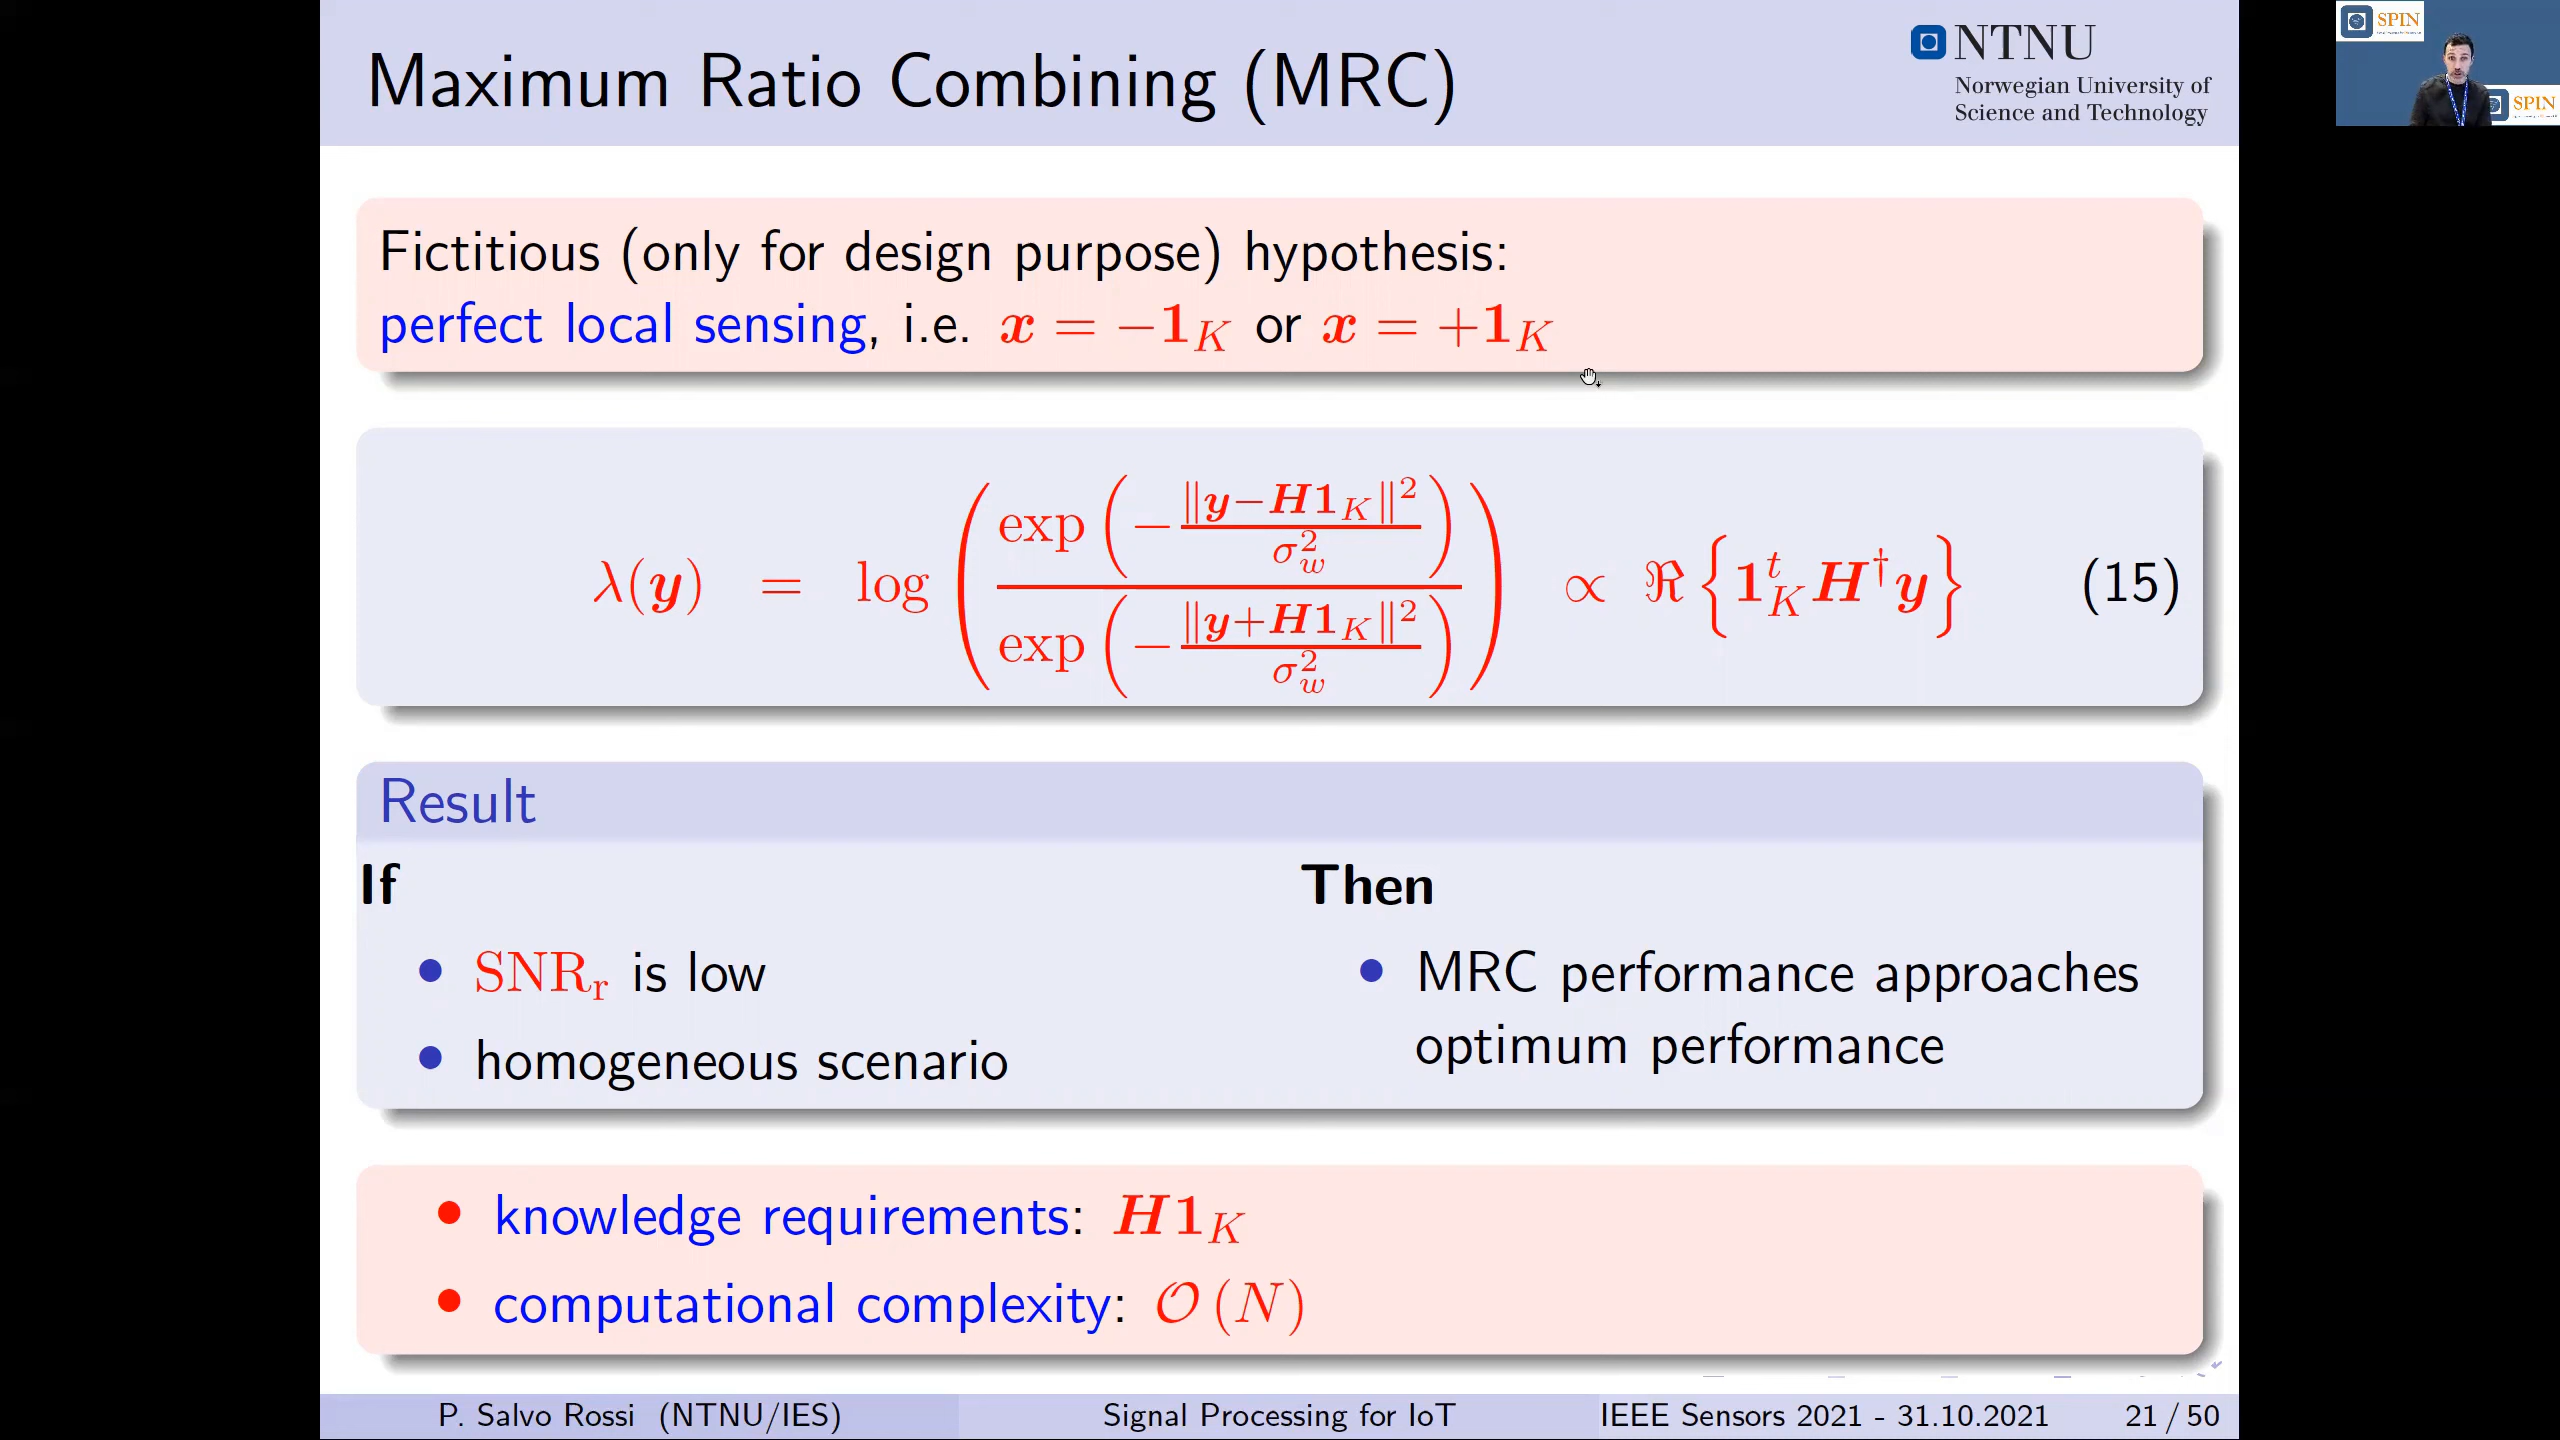 Maximum Ratio Combining (MRC)
NTNU
Norwegian University of
Science and Technology
SPIN
SPIN
Fictitious (only for design purpose) hypothesis:
perfect local sensing, i.e. x = −1_K or x = +1_K
λ(y) = log ( exp ( − ‖y−H1_K‖² / σ_w² ) / exp ( − ‖y+H1_K‖² / σ_w² ) ) ∝ ℜ { 1_K^t H^† y } (15)
Result
If
Then
• SNR_r is low
• homogeneous scenario
• MRC performance approaches
optimum performance
• knowledge requirements: H1_K
• computational complexity: O (N)
P. Salvo Rossi (NTNU/IES)
Signal Processing for IoT
IEEE Sensors 2021 - 31.10.2021
21 / 50